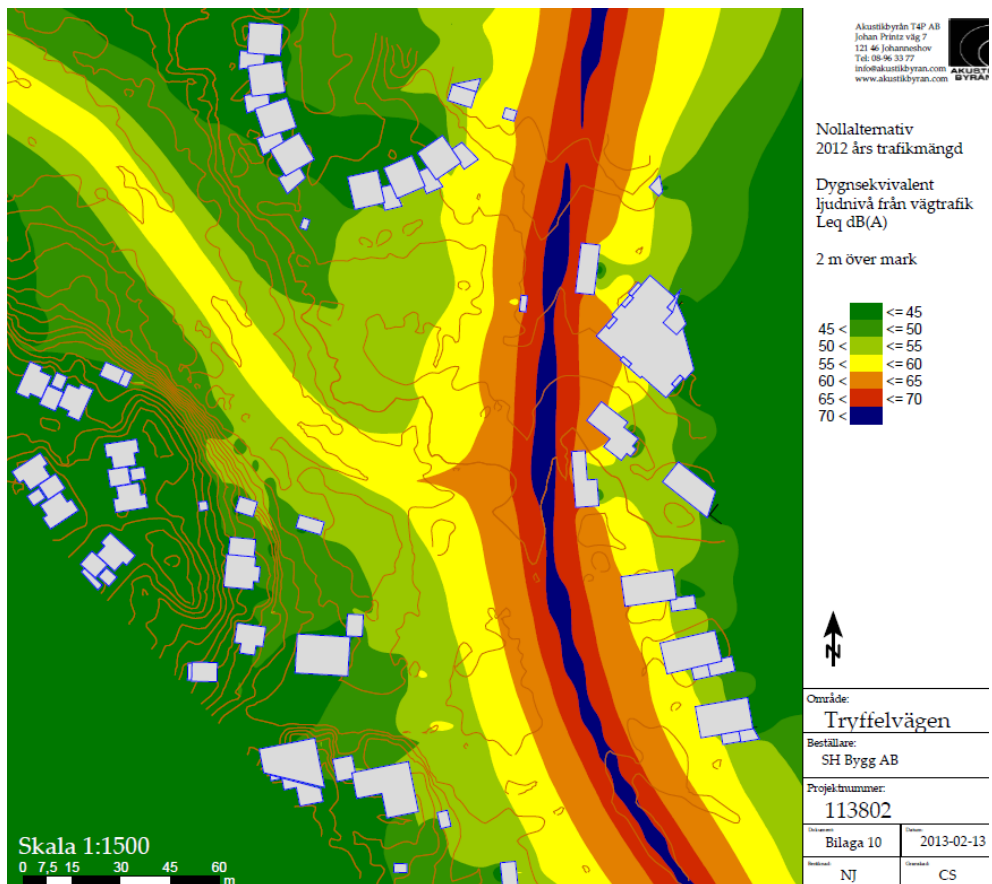 Akustikbyrån T4P AB
Johan Printz väg 7
121 46 Johanneshov
Tel: 08-96 33 77
info@akustikbyran.com
www.akustikbyran.com
Nollalternativ
2012 års trafikmängd
Dygnsekvivalent
ljudnivå från vägtrafik
Leq dB(A)
2 m över mark
<= 45
45 < <= 50
50 < <= 55
55 < <= 60
60 < <= 65
65 < <= 70
70 <
N
Område:
Tryffelvägen
Beställare:
SH Bygg AB
Projektnummer:
113802
Bilaga 10
2013-02-13
NJ
CS
Skala 1:1500
0 7,5 15 30 45 60
m